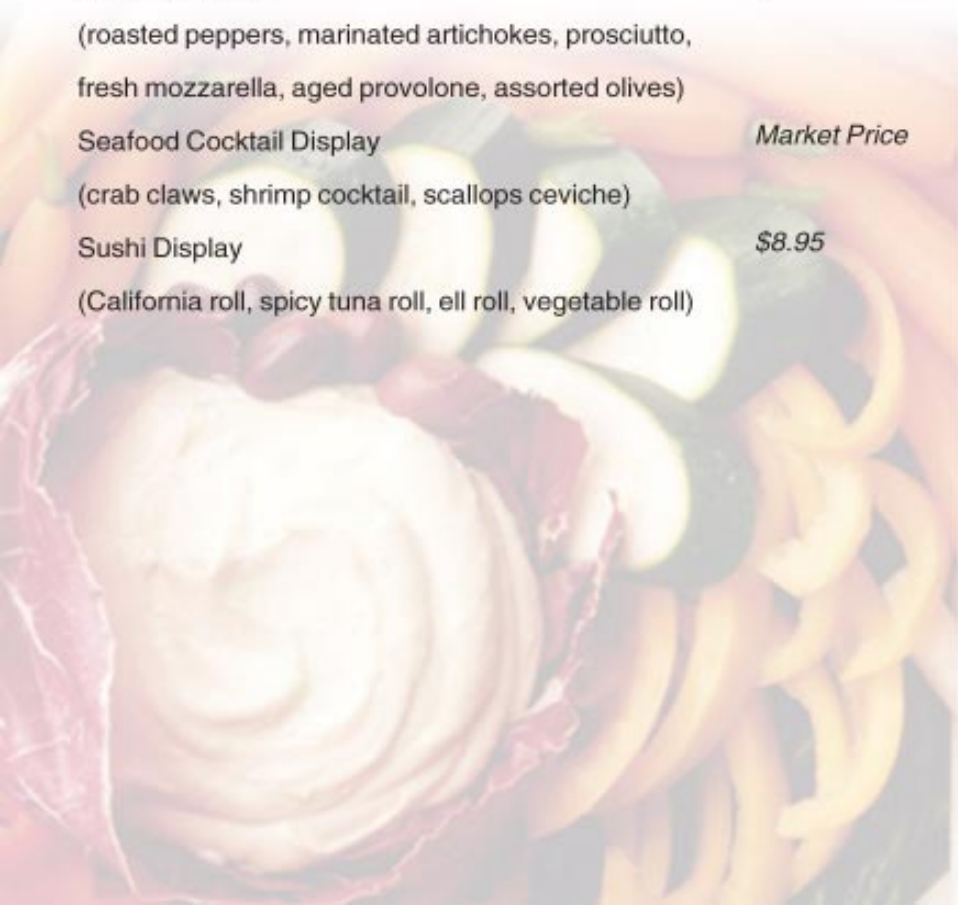 (roasted peppers, marinated artichokes, prosciutto,
fresh mozzarella, aged provolone, assorted olives)
Seafood Cocktail Display
Market Price
(crab claws, shrimp cocktail, scallops ceviche)
Sushi Display
$8.95
(California roll, spicy tuna roll, ell roll, vegetable roll)